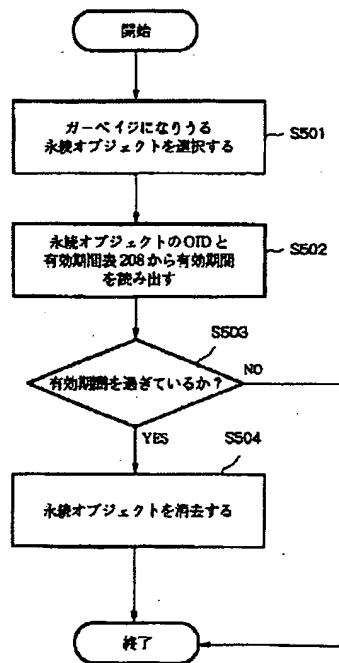 開始
ガーベイジになりうる
永続オブジェクトを選択する
S501
永続オブジェクトのOIDと
有効期間表208から有効期間
を読み出す
S502
S503
有効期間を過ぎているか?
NO
YES
S504
永続オブジェクトを消去する
終了